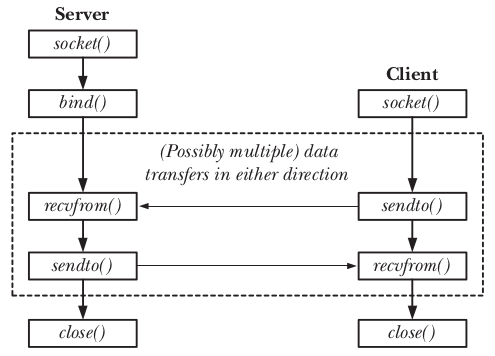 Server
socket()
Client
bind()
socket()
(Possibly multiple) data
transfers in either direction
recvfrom()
sendto()
sendto()
recvfrom()
close()
close()